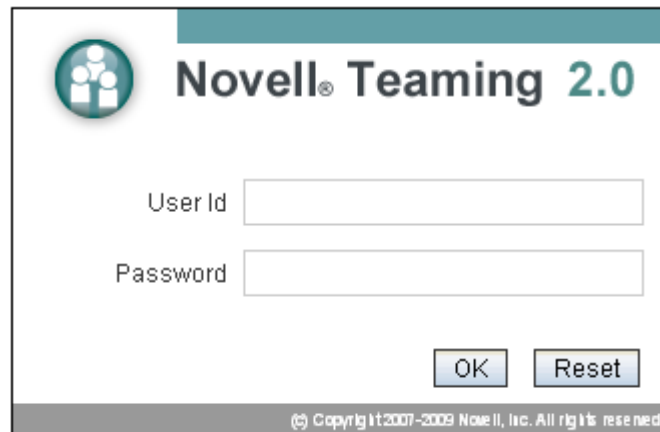 Novell® Teaming 2.0
User Id
Password
OK Reset
(c) Copyright 2007-2009 Novell, Inc. All rights reserved